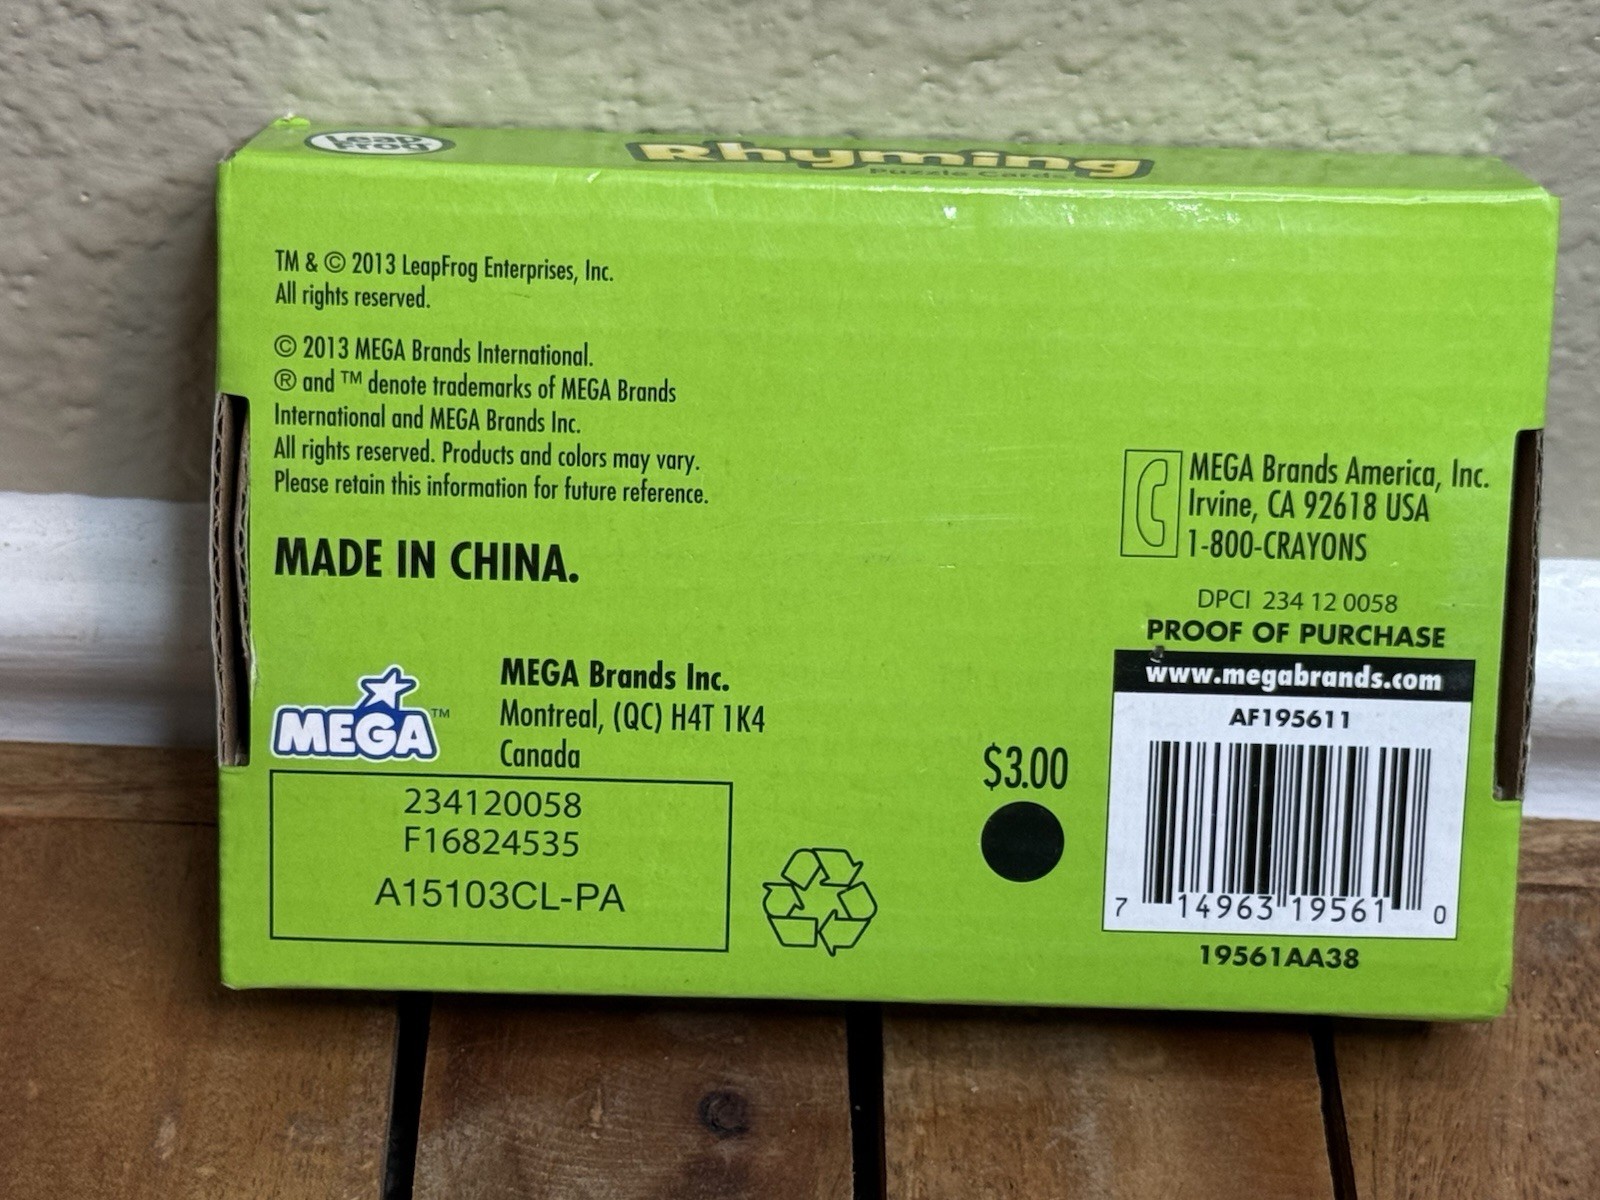 Leap
Frog
Rhyming
Puzzle Cards
TM & © 2013 LeapFrog Enterprises, Inc.
All rights reserved.
© 2013 MEGA Brands International.
® and ™ denote trademarks of MEGA Brands
International and MEGA Brands Inc.
All rights reserved. Products and colors may vary.
Please retain this information for future reference.
MADE IN CHINA.
MEGA™
MEGA Brands Inc.
Montreal, (QC) H4T 1K4
Canada
234120058
F16824535
A15103CL-PA
$3.00
MEGA Brands America, Inc.
Irvine, CA 92618 USA
1-800-CRAYONS
DPCI 234 12 0058
PROOF OF PURCHASE
www.megabrands.com
AF195611
7 14963 19561 0
19561AA38